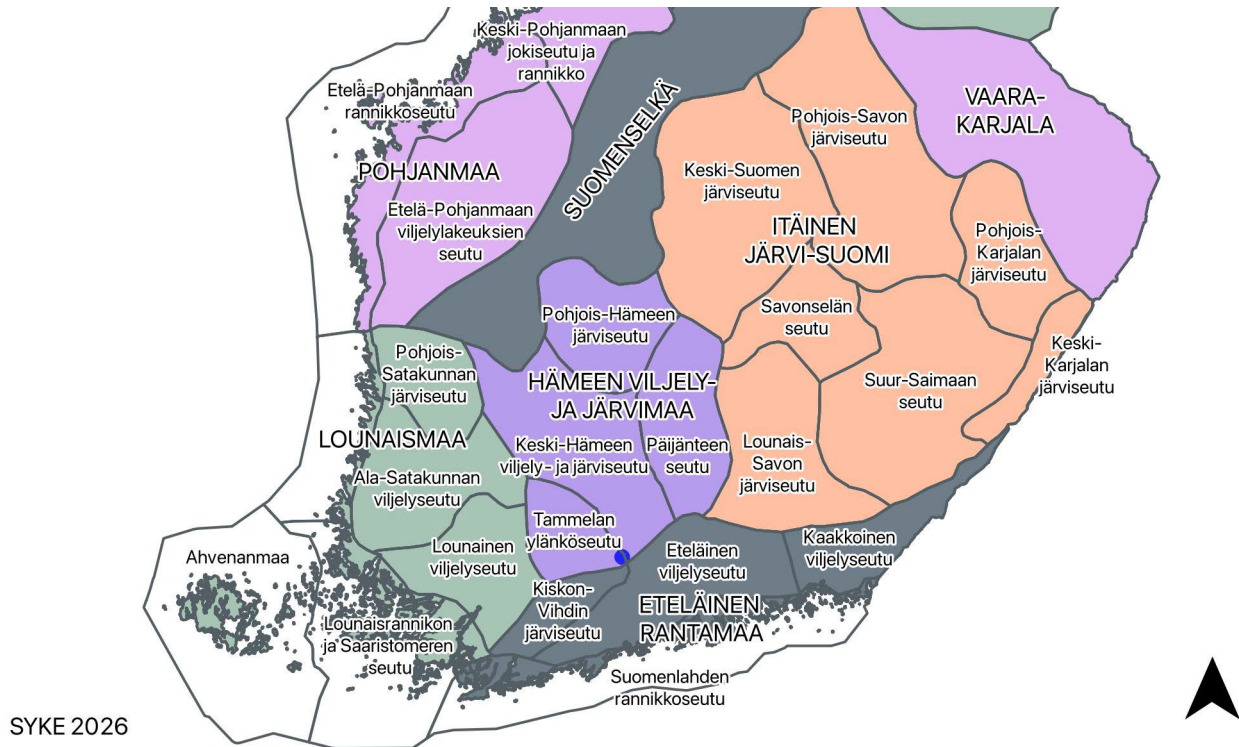 Keski-Pohjanmaan
jokiseutu ja
rannikko
Etelä-Pohjanmaan
rannikkoseutu
POHJANMAA
Etelä-Pohjanmaan
viljelylakeuksien
seutu
SUOMENSELKÄ
VAARA-
KARJALA
Pohjois-Savon
järviseutu
Keski-Suomen
järviseutu
ITÄINEN
JÄRVI-SUOMI
Pohjois-
Karjalan
järviseutu
Savonselän
seutu
Keski-
Karjalan
järviseutu
Suur-Saimaan
seutu
Lounais-
Savon
järviseutu
Pohjois-Hämeen
järviseutu
HÄMEEN VILJELY-
JA JÄRVIMAA
Keski-Hämeen
viljely- ja järviseutu
Päijänteen
seutu
Tammelan
ylänköseutu
Pohjois-
Satakunnan
järviseutu
LOUNAISMAA
Ala-Satakunnan
viljelyseutu
Lounainen
viljelyseutu
Ahvenanmaa
Lounaisrannikon
ja Saaristomeren
seutu
Kiskon-
Vihdin
järviseutu
Eteläinen
viljelyseutu
Kaakkoinen
viljelyseutu
ETELÄINEN
RANTAMAA
Suomenlahden
rannikkoseutu
SYKE 2026